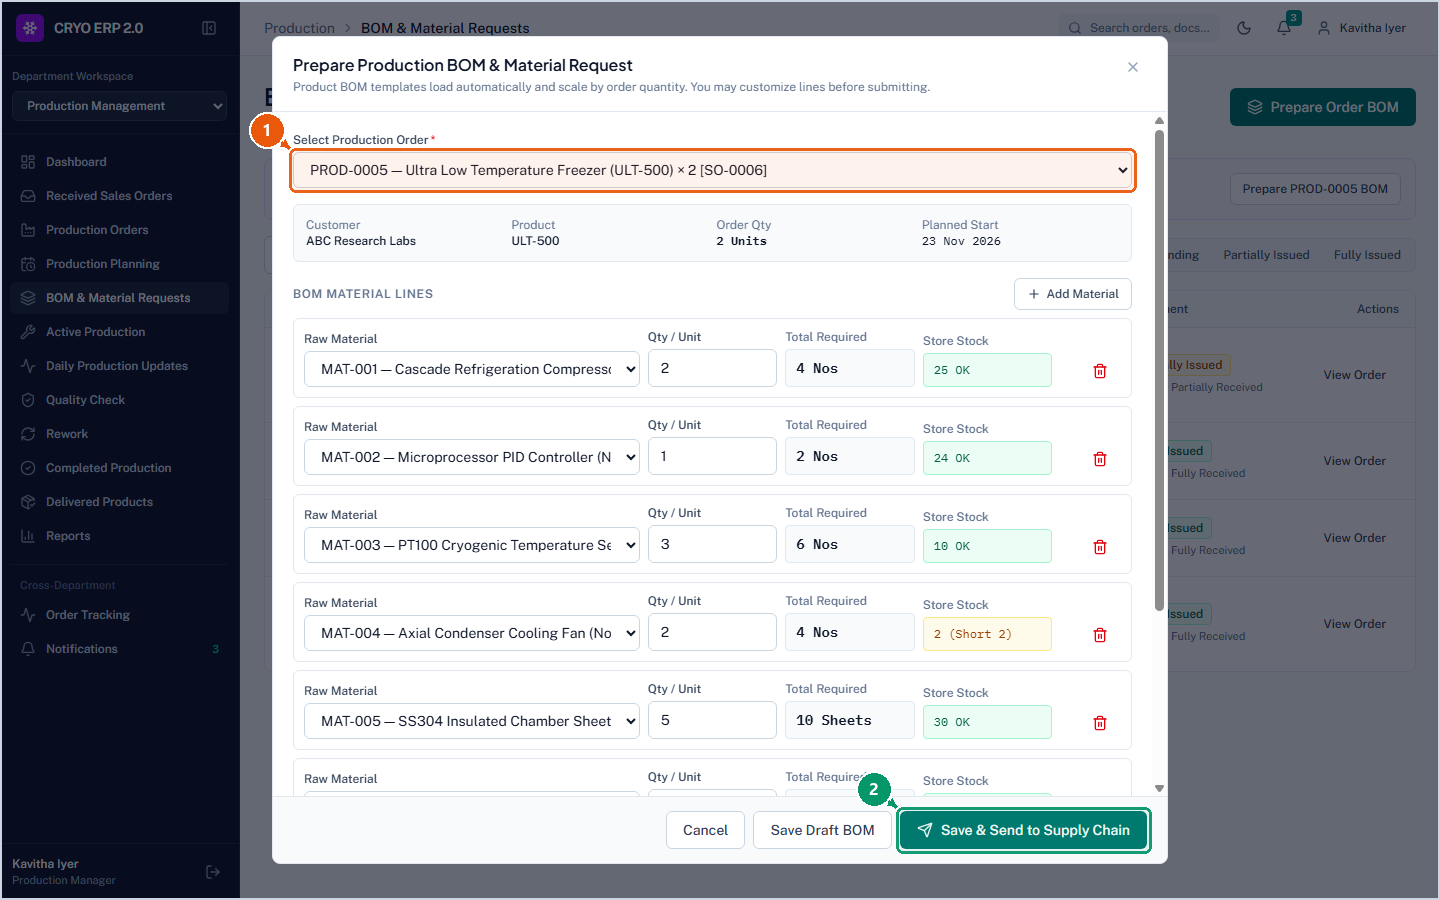 CRYO ERP 2.0
Department Workspace
Production Management
Dashboard
Received Sales Orders
Production Orders
Production Planning
BOM & Material Requests
Active Production
Daily Production Updates
Quality Check
Rework
Completed Production
Delivered Products
Reports
Cross-Department
Order Tracking
Notifications 3
Kavitha Iyer
Production Manager
Production > BOM & Material Requests
Search orders, docs...
3
Kavitha Iyer
Prepare Order BOM
Prepare PROD-0005 BOM
nding Partially Issued Fully Issued
ent Actions
lly Issued
Partially Received
View Order
Issued
Fully Received
View Order
Issued
Fully Received
View Order
Issued
Fully Received
View Order
Prepare Production BOM & Material Request
Product BOM templates load automatically and scale by order quantity. You may customize lines before submitting.
1
Select Production Order *
PROD-0005 — Ultra Low Temperature Freezer (ULT-500) × 2 [SO-0006]
Customer Product Order Qty Planned Start
ABC Research Labs ULT-500 2 Units 23 Nov 2026
BOM MATERIAL LINES
+ Add Material
Raw Material Qty / Unit Total Required Store Stock
MAT-001 — Cascade Refrigeration Compresso 2 4 Nos 25 OK
Raw Material Qty / Unit Total Required Store Stock
MAT-002 — Microprocessor PID Controller (N 1 2 Nos 24 OK
Raw Material Qty / Unit Total Required Store Stock
MAT-003 — PT100 Cryogenic Temperature Se 3 6 Nos 10 OK
Raw Material Qty / Unit Total Required Store Stock
MAT-004 — Axial Condenser Cooling Fan (No 2 4 Nos 2 (Short 2)
Raw Material Qty / Unit Total Required Store Stock
MAT-005 — SS304 Insulated Chamber Sheet 5 10 Sheets 30 OK
Raw Material Qty / Unit Total Required Store Stock
2
Cancel
Save Draft BOM
Save & Send to Supply Chain